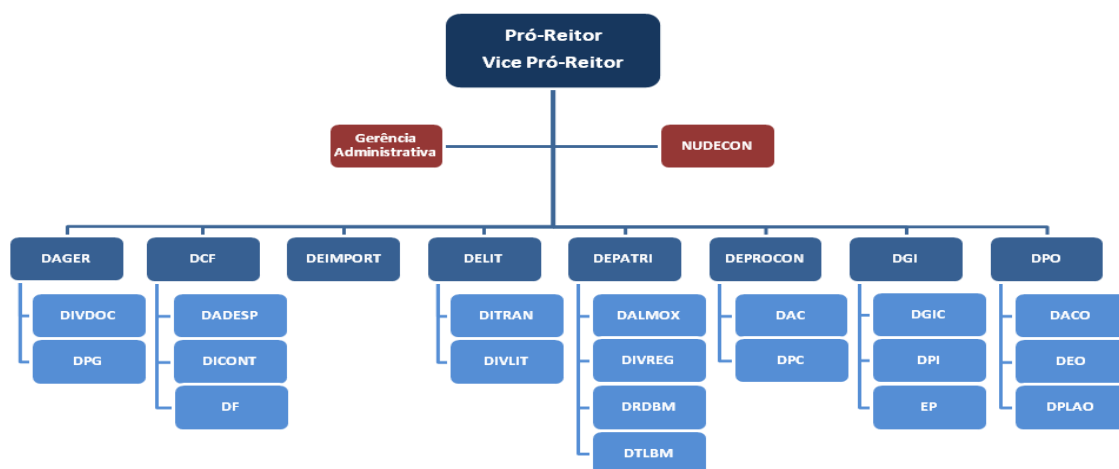 Pró-Reitor
Vice Pró-Reitor
Gerência
Administrativa
NUDECON
DAGER
DCF
DEIMPORT
DELIT
DEPATRI
DEPROCON
DGI
DPO
DIVDOC
DADESP
DITRAN
DALMOX
DAC
DGIC
DACO
DPG
DICONT
DIVLIT
DIVREG
DPC
DPI
DEO
DF
DRDBM
EP
DPLAO
DTLBM